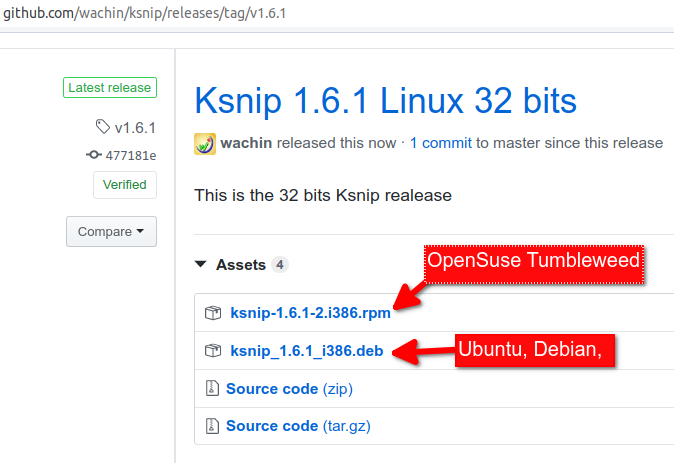 github.com/wachin/ksnip/releases/tag/v1.6.1
Latest release
v1.6.1
477181e
Verified
Compare
Ksnip 1.6.1 Linux 32 bits
wachin released this now · 1 commit to master since this release
This is the 32 bits Ksnip realease
Assets 4
OpenSuse Tumbleweed
ksnip-1.6.1-2.i386.rpm
ksnip_1.6.1_i386.deb
Ubuntu, Debian,
Source code (zip)
Source code (tar.gz)